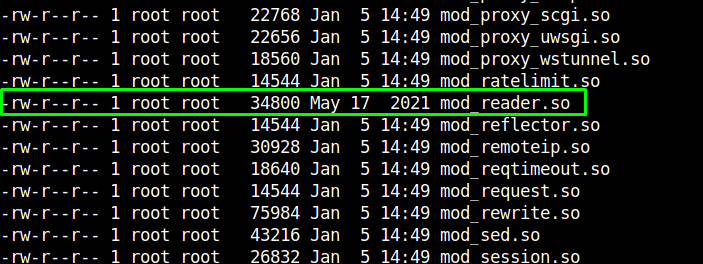 -rw-r--r-- 1 root root   22768 Jan  5 14:49 mod_proxy_scgi.so
-rw-r--r-- 1 root root   22656 Jan  5 14:49 mod_proxy_uwsgi.so
-rw-r--r-- 1 root root   18560 Jan  5 14:49 mod_proxy_wstunnel.so
-rw-r--r-- 1 root root   14544 Jan  5 14:49 mod_ratelimit.so
-rw-r--r-- 1 root root   34800 May 17  2021 mod_reader.so
-rw-r--r-- 1 root root   14544 Jan  5 14:49 mod_reflector.so
-rw-r--r-- 1 root root   30928 Jan  5 14:49 mod_remoteip.so
-rw-r--r-- 1 root root   18640 Jan  5 14:49 mod_reqtimeout.so
-rw-r--r-- 1 root root   14544 Jan  5 14:49 mod_request.so
-rw-r--r-- 1 root root   75984 Jan  5 14:49 mod_rewrite.so
-rw-r--r-- 1 root root   43216 Jan  5 14:49 mod_sed.so
-rw-r--r-- 1 root root   26832 Jan  5 14:49 mod_session.so